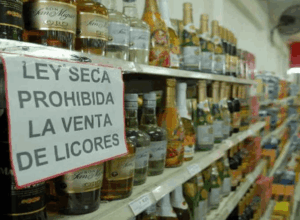 LEY SECA
PROHIBIDA
LA VENTA
DE LICORES